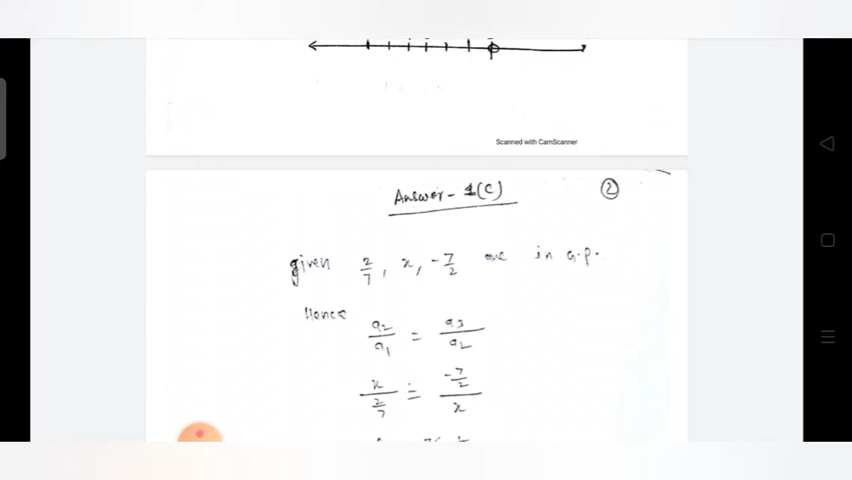 Scanned with CamScanner
Answer - 1(C)
2
given 2/7, x, -7/2 are in G.P.
Hence
a2/a1 = a3/a2
x/(2/7) = (-7/2)/x